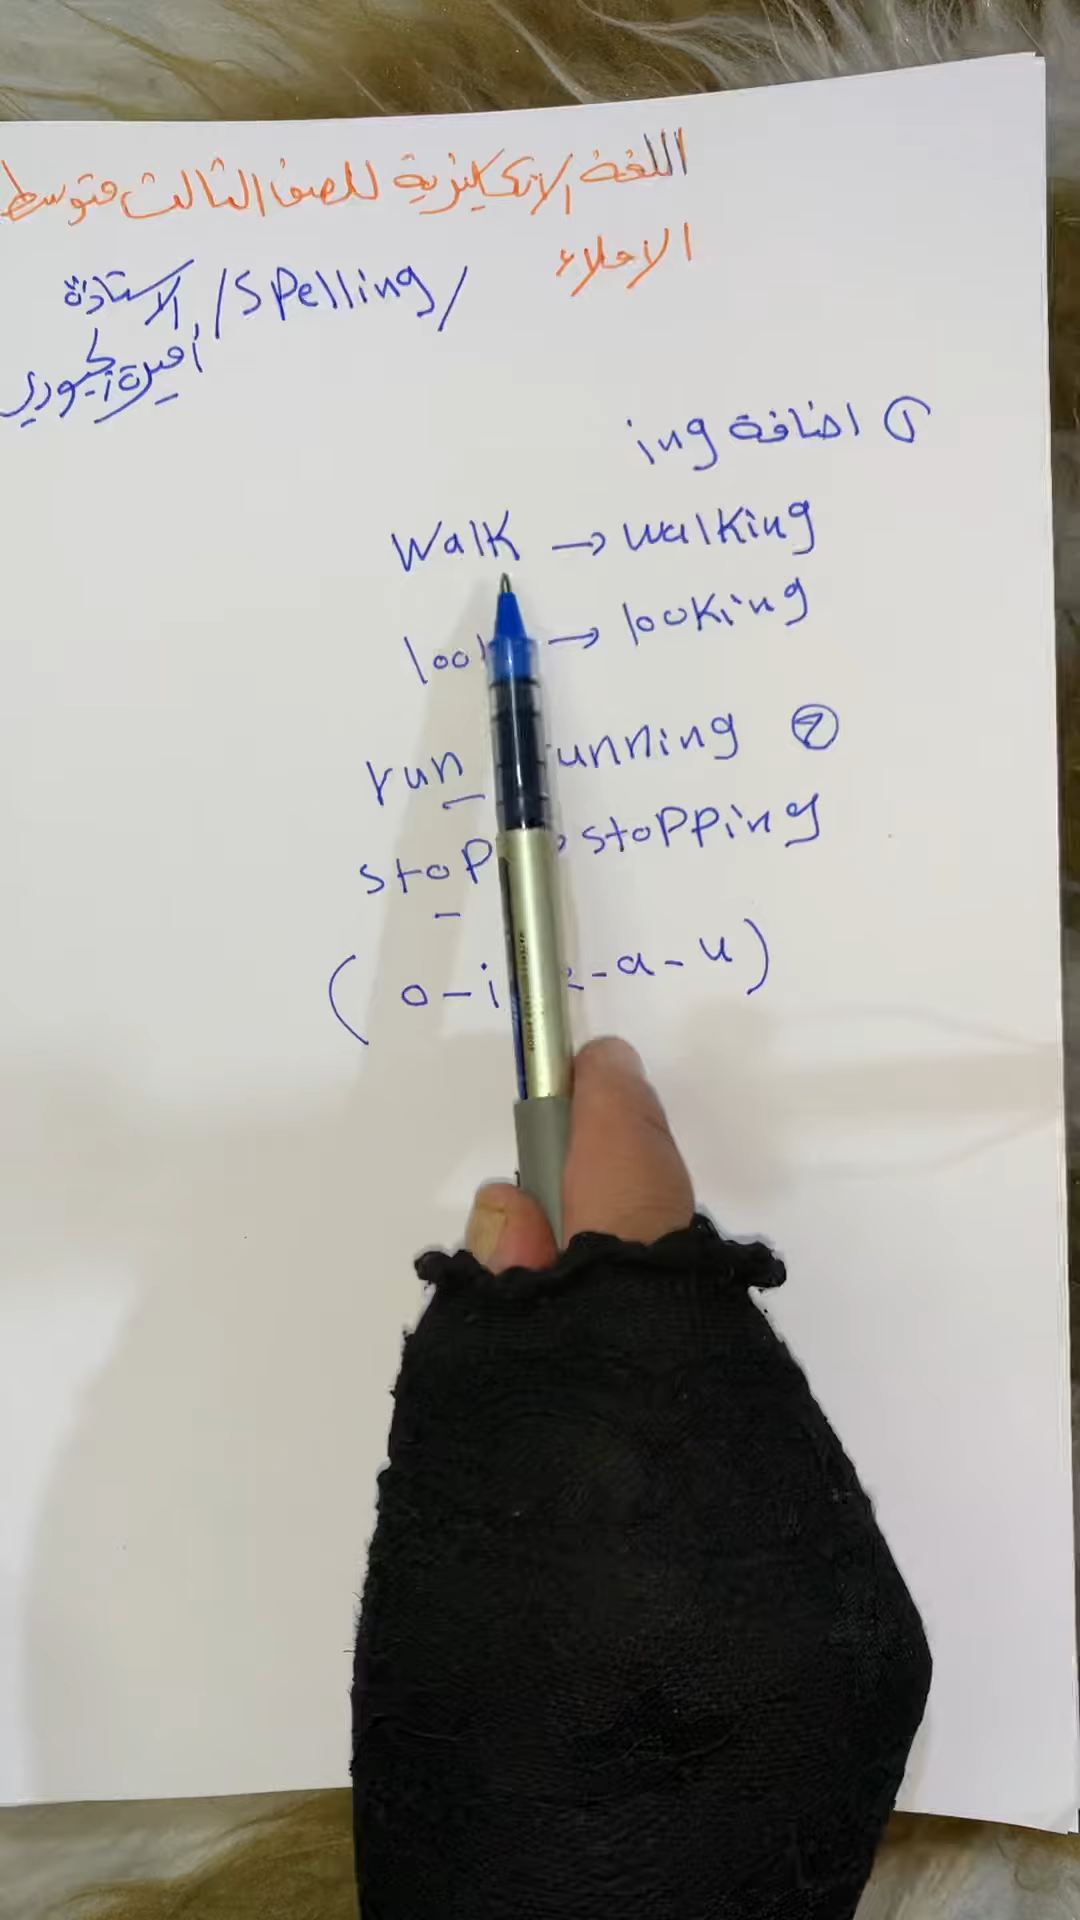 اللغة الانكليزية للصف الثالث متوسط
الاملاء
/Spelling/ الاستاذة
أميرة الجبوري
① اضافة ing
Walk → walking
look → looking
② run unning
stop stopping
(o-i -a-u)